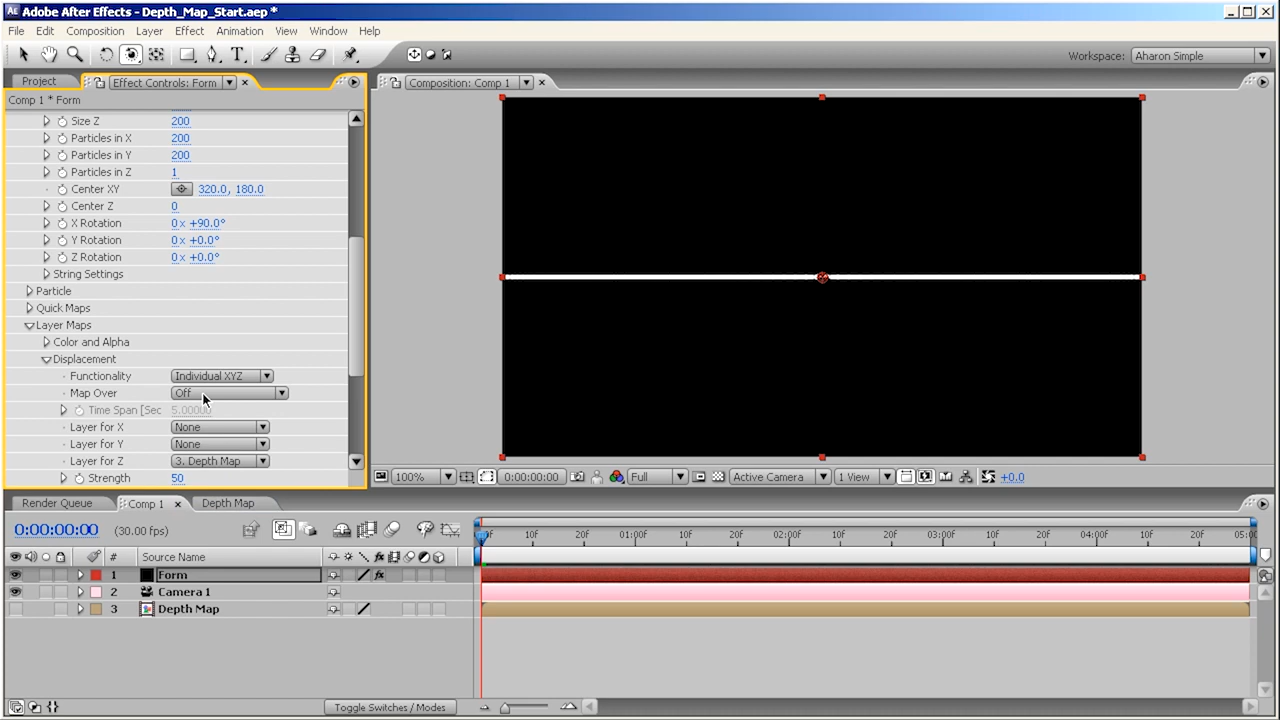 AE Adobe After Effects - Depth_Map_Start.aep *
File Edit Composition Layer Effect Animation View Window Help
T Workspace: Aharon Simple
Project Effect Controls: Form Composition: Comp 1
Comp 1 * Form
Size Z 200
Particles in X 200
Particles in Y 200
Particles in Z 1
Center XY 320.0, 180.0
Center Z 0
X Rotation 0 x +90.0°
Y Rotation 0 x +0.0°
Z Rotation 0 x +0.0°
String Settings
Particle
Quick Maps
Layer Maps
Color and Alpha
Displacement
Functionality Individual XYZ
Map Over Off
Time Span [Sec 5.00000
Layer for X None
Layer for Y None
Layer for Z 3. Depth Map
Strength 50
100% 0:00:00:00 Full Active Camera 1 View +0.0
Render Queue Comp 1 Depth Map
0:00:00:00 (30.00 fps)
0F 10F 20F 01:00F 10F 20F 02:00F 10F 20F 03:00F 10F 20F 04:00F 10F 20F 05:00
# Source Name
1 Form
2 Camera 1
3 Depth Map
Toggle Switches / Modes